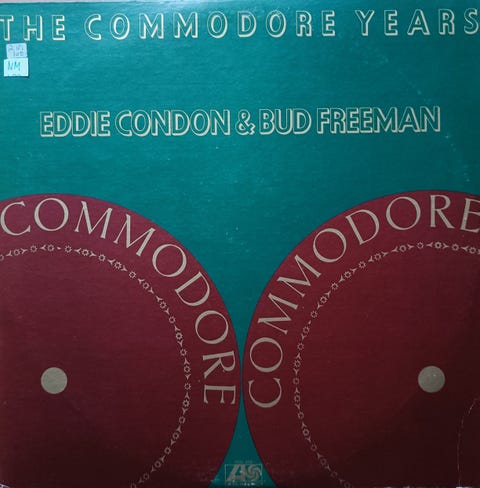 THE COMMODORE YEARS
NM
EDDIE CONDON & BUD FREEMAN
COMMODORE
COMMODORE